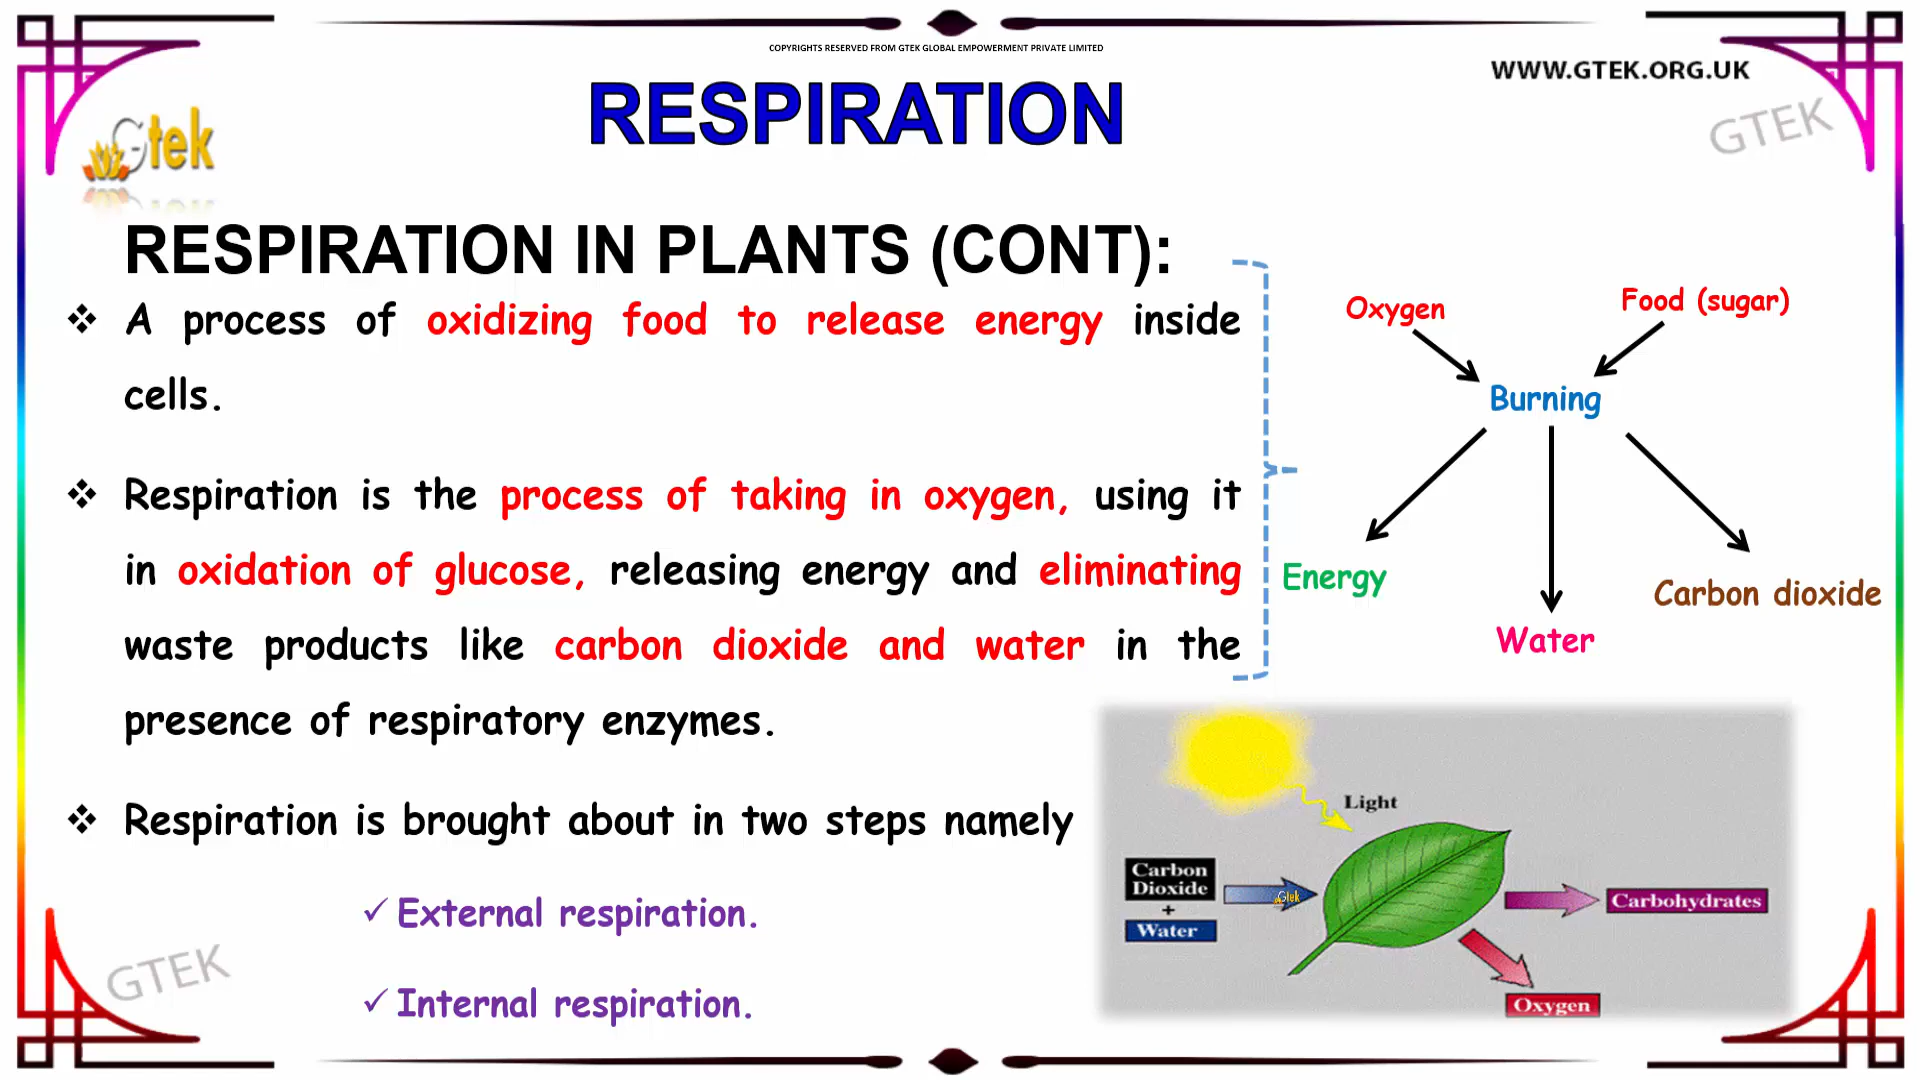 COPYRIGHTS RESERVED FROM GTEK GLOBAL EMPOWERMENT PRIVATE LIMITED
WWW.GTEK.ORG.UK
GTEK
Gtek
RESPIRATION
RESPIRATION IN PLANTS (CONT):
❖ A process of oxidizing food to release energy inside
cells.
❖ Respiration is the process of taking in oxygen, using it
in oxidation of glucose, releasing energy and eliminating
waste products like carbon dioxide and water in the
presence of respiratory enzymes.
❖ Respiration is brought about in two steps namely
✓ External respiration.
✓ Internal respiration.
Oxygen
Food (sugar)
Burning
Energy
Water
Carbon dioxide
Light
Carbon
Dioxide
+
Water
Gtek
Carbohydrates
Oxygen
GTEK